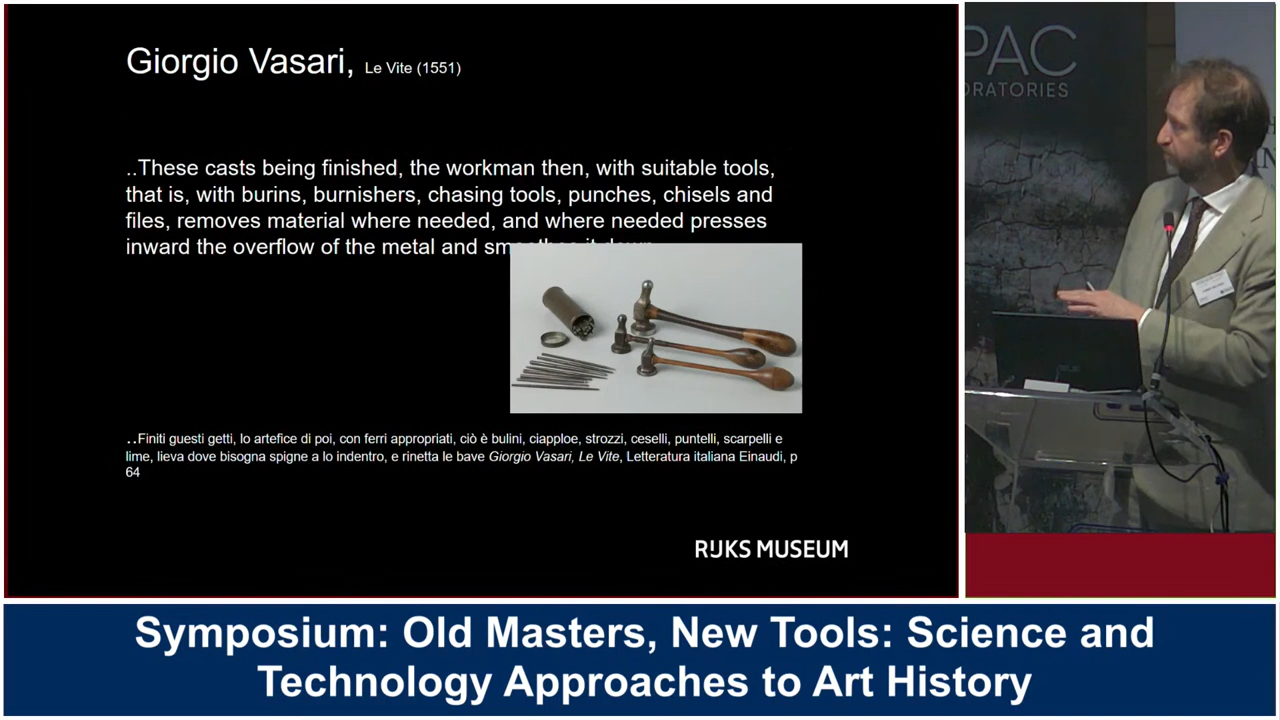 Giorgio Vasari, Le Vite (1551)
..These casts being finished, the workman then, with suitable tools,
that is, with burins, burnishers, chasing tools, punches, chisels and
files, removes material where needed, and where needed presses
inward the overflow of the metal and smoothes it down
..Finiti guesti getti, lo artefice di poi, con ferri appropriati, ciò è bulini, ciapploe, strozzi, ceselli, puntelli, scarpelli e
lime, lieva dove bisogna spigne a lo indentro, e rinetta le bave Giorgio Vasari, Le Vite, Letteratura italiana Einaudi, p
64
RIJKS MUSEUM
PAC
ORATORIES
Symposium: Old Masters, New Tools: Science and
Technology Approaches to Art History